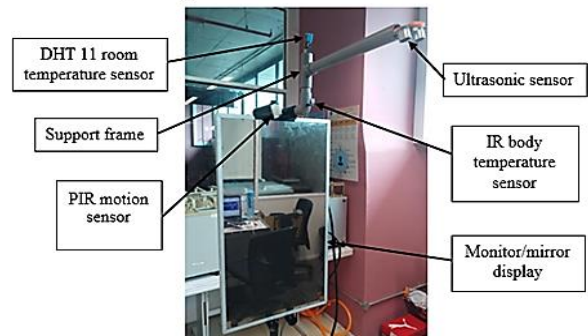 DHT 11 room
temperature sensor
Support frame
PIR motion
sensor
Ultrasonic sensor
IR body
temperature
sensor
Monitor/mirror
display